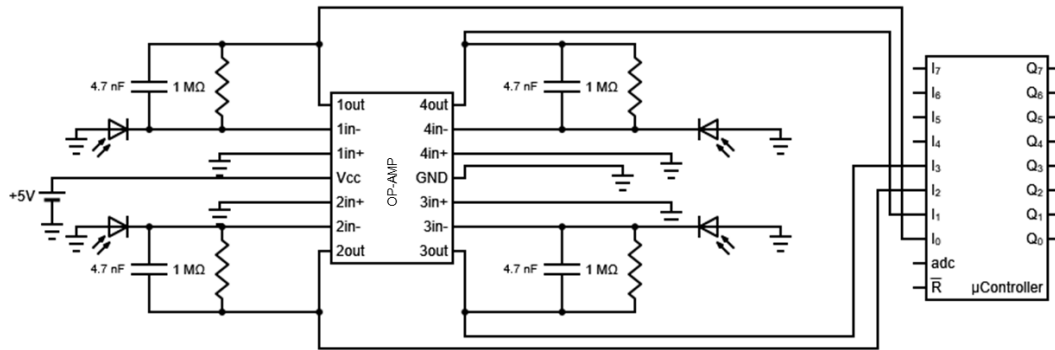 4.7 nF
1 MΩ
4.7 nF
1 MΩ
1out
1in-
1in+
Vcc
2in+
2in-
2out
OP-AMP
4out
4in-
4in+
GND
3in+
3in-
3out
+5V
4.7 nF
1 MΩ
4.7 nF
1 MΩ
I7
I6
I5
I4
I3
I2
I1
I0
adc
R
Q7
Q6
Q5
Q4
Q3
Q2
Q1
Q0
µController